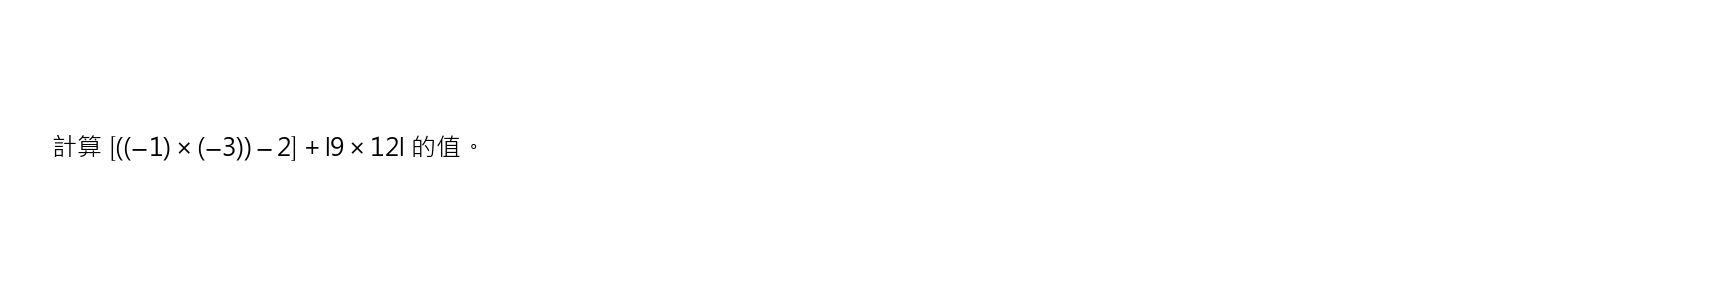 計算 [((−1) × (−3)) − 2] + l9 × 12l 的值。